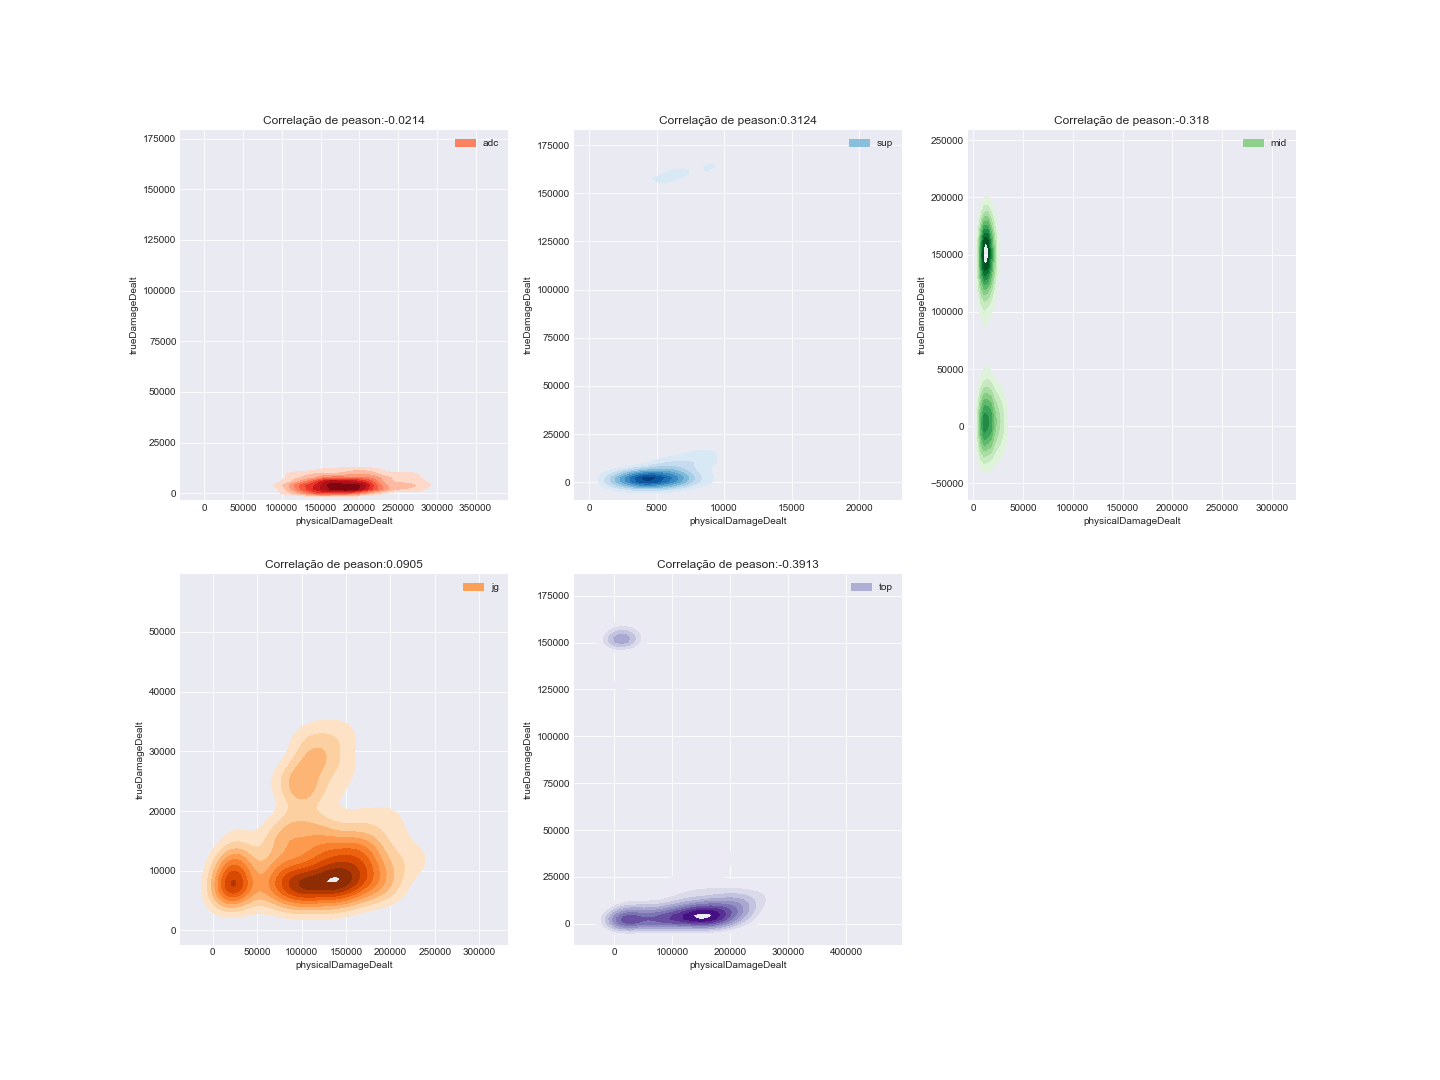 Correlação de peason:-0.0214
adc
175000
150000
125000
100000
75000
50000
25000
0
trueDamageDealt
0 50000 100000 150000 200000 250000 300000 350000
physicalDamageDealt
Correlação de peason:0.3124
sup
175000
150000
125000
100000
75000
50000
25000
0
trueDamageDealt
0 5000 10000 15000 20000
physicalDamageDealt
Correlação de peason:-0.318
mid
250000
200000
150000
100000
50000
0
−50000
trueDamageDealt
0 50000 100000 150000 200000 250000 300000
physicalDamageDealt
Correlação de peason:0.0905
jg
50000
40000
30000
20000
10000
0
trueDamageDealt
0 50000 100000 150000 200000 250000 300000
physicalDamageDealt
Correlação de peason:-0.3913
top
175000
150000
125000
100000
75000
50000
25000
0
trueDamageDealt
0 100000 200000 300000 400000
physicalDamageDealt